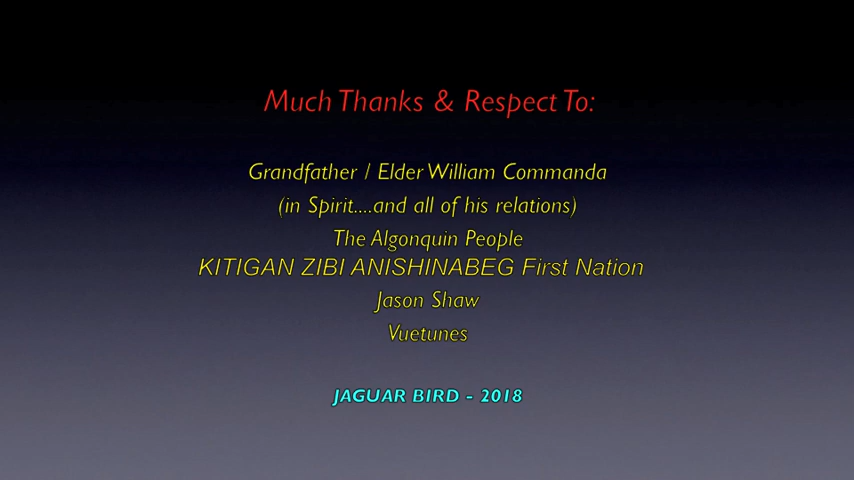 Much Thanks & Respect To:
Grandfather / Elder William Commanda
(in Spirit....and all of his relations)
The Algonquin People
KITIGAN ZIBI ANISHINABEG First Nation
Jason Shaw
Vuetunes
JAGUAR BIRD - 2018